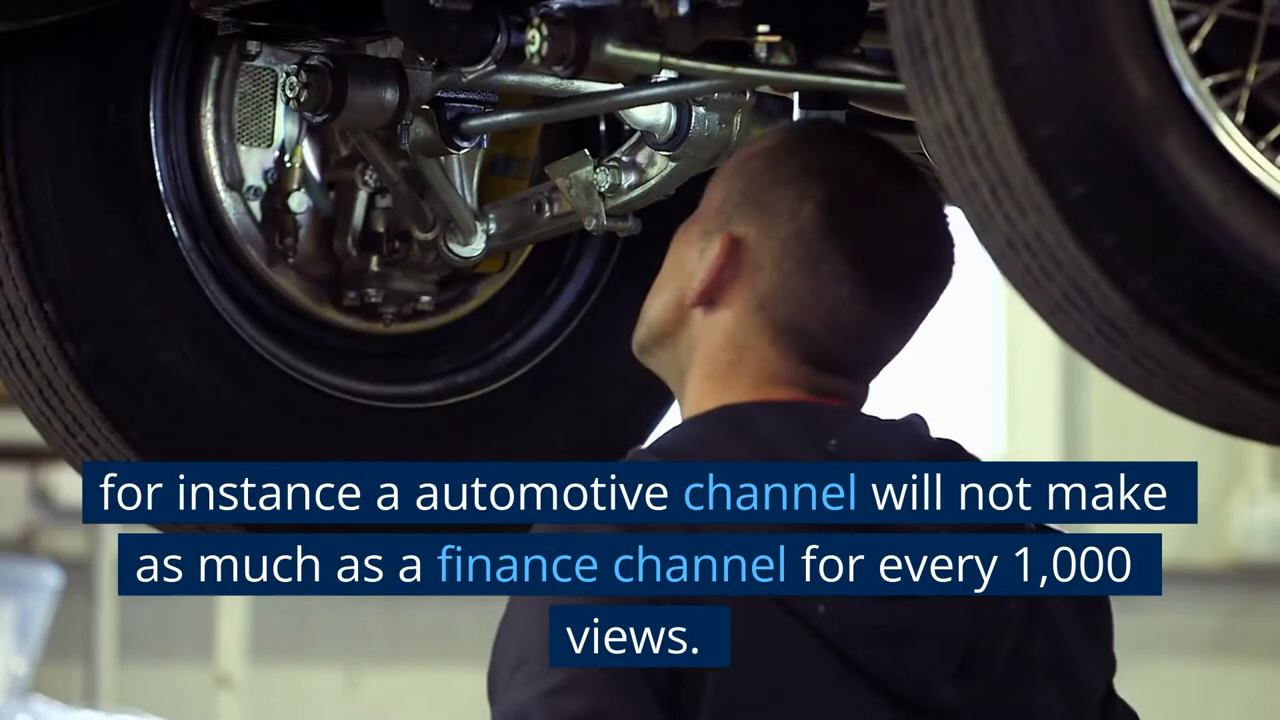 for instance a automotive channel will not make
as much as a finance channel for every 1,000
views.